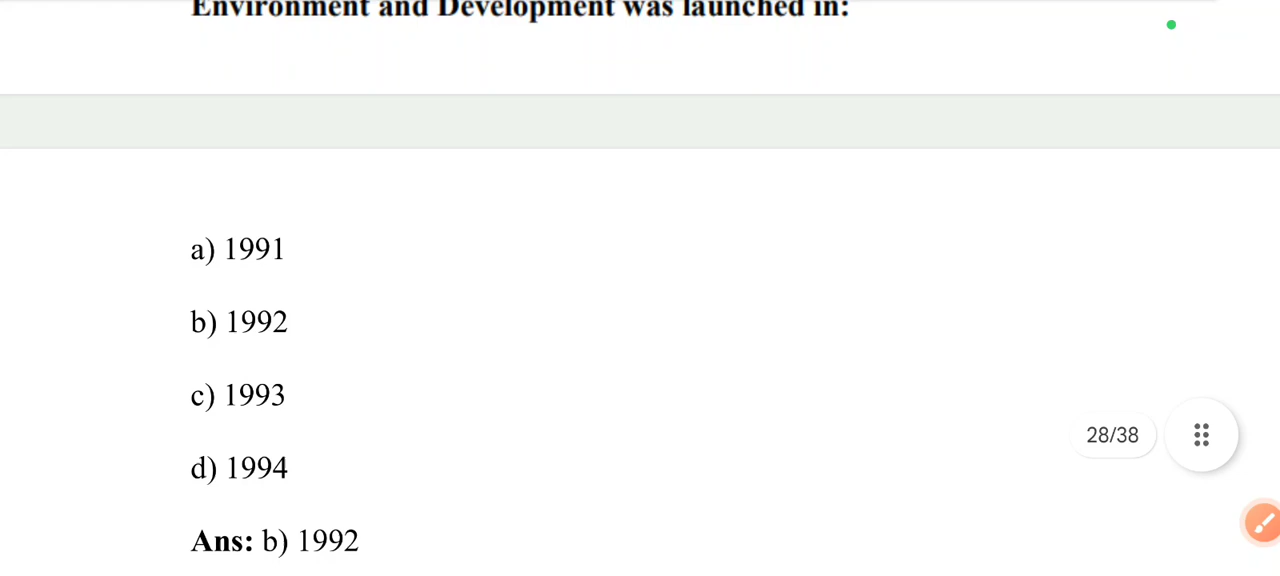 Environment and Development was launched in:
a) 1991
b) 1992
c) 1993
28/38
d) 1994
Ans: b) 1992